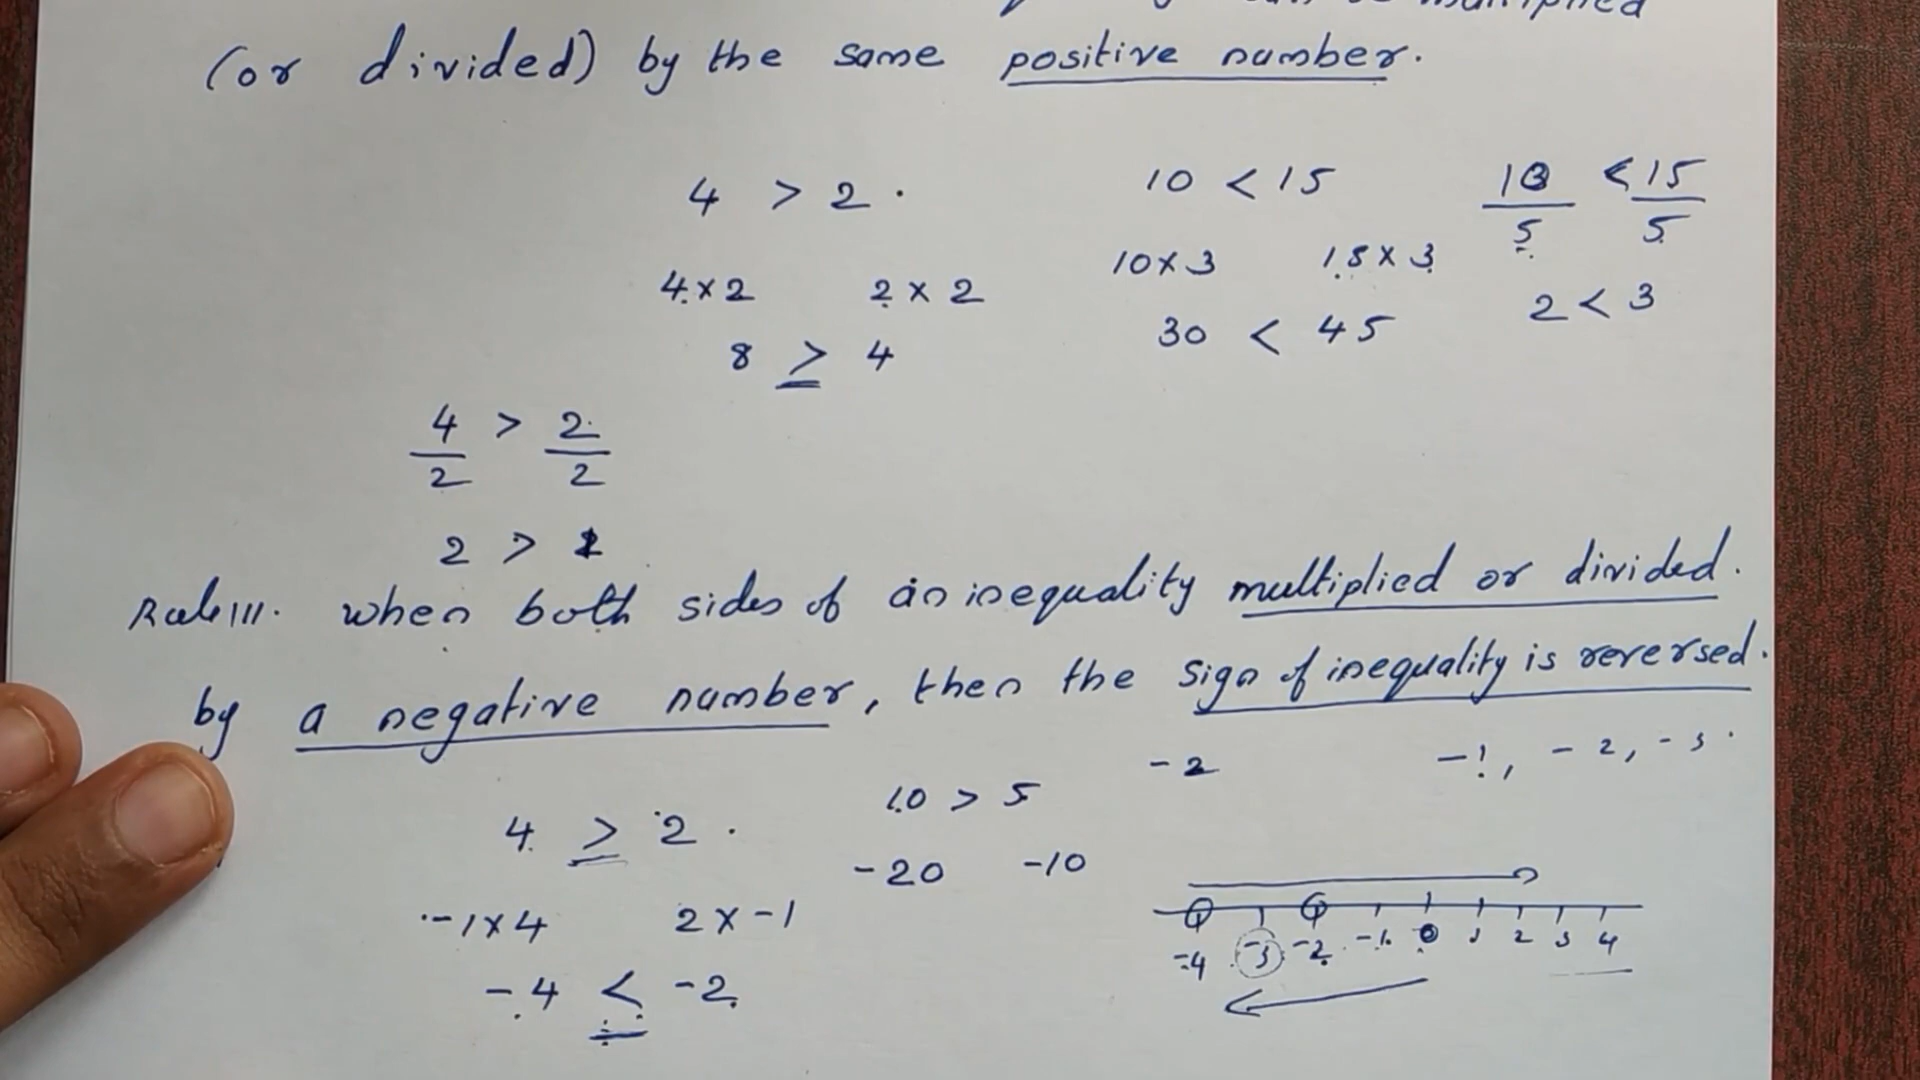 multiplied
(or divided) by the same positive number.
4 > 2 .
10 < 15
10/5 < 15/5
4 × 2 2 × 2
10 × 3 15 × 3
2 < 3
8 > 4
30 < 45
4/2 > 2/2
2 > 1
Rule III. when both sides of an inequality multiplied or divided.
by a negative number, then the sign of inequality is reversed.
-2
-1, -2, -3
4 > 2 .
10 > 5
-20 -10
-1 × 4 2 × -1
-4 < -2
-4 -3 -2 -1 0 1 2 3 4